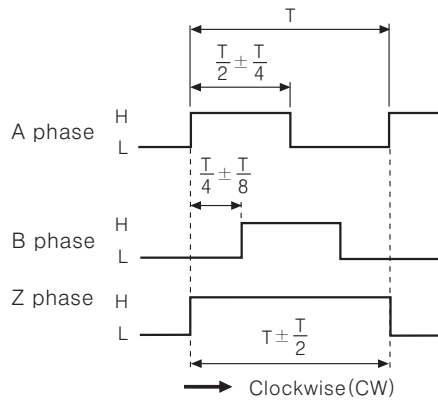 T
T/2 ± T/4
A phase H
L
T/4 ± T/8
B phase H
L
Z phase H
L
T ± T/2
Clockwise(CW)